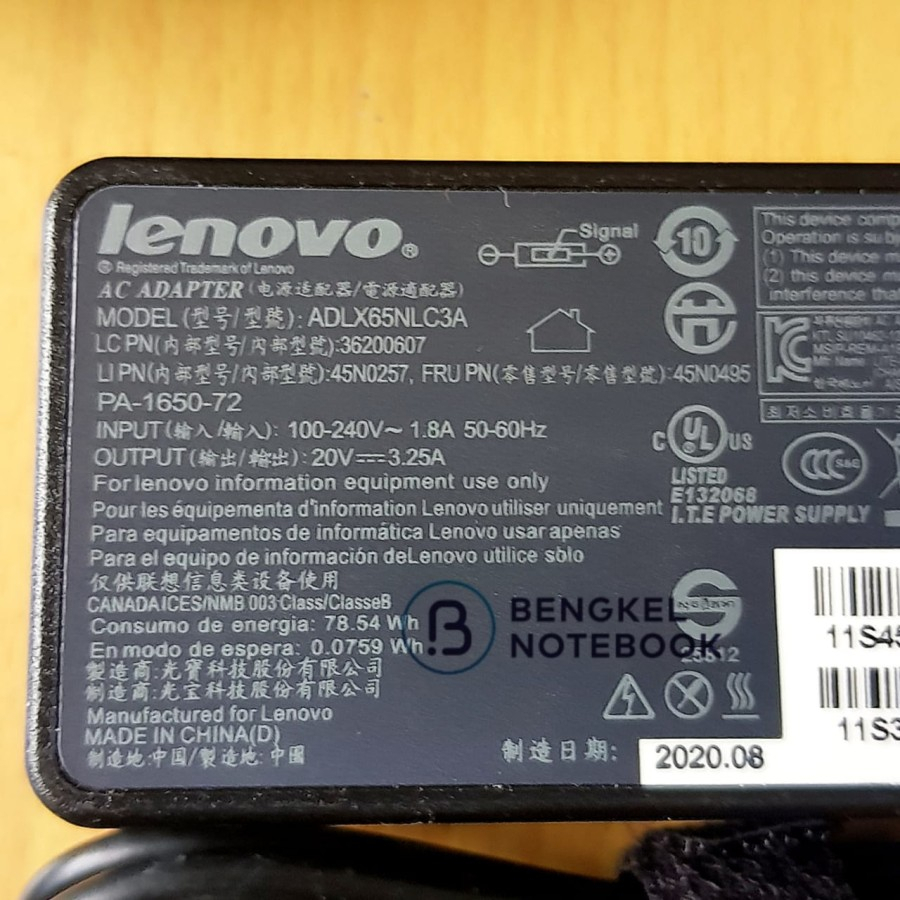 lenovo®
® Registered Trademark of Lenovo
AC ADAPTER (电源适配器/電源適配器)
MODEL (型号/型號): ADLX65NLC3A
LC PN(内部型号/内部型號):36200607
LI PN(内部型号/内部型號):45N0257, FRU PN(零售型号/零售型號):45N0495
PA-1650-72
INPUT (输入/輸入): 100-240V~ 1.8A 50-60Hz
OUTPUT (输出/輸出): 20V⎓3.25A
For lenovo information equipment use only
Pour les équipementa d'information Lenovo utiliser uniquement
Para equipamentos de informática Lenovo usar apenas
Para el equipo de información deLenovo utilice sólo
仅供联想信息类设备使用
CANADA ICES/NMB 003 Class/ClasseB
Consumo de energia: 78.54 Wh
En modo de espera: 0.0759 Wh
製造商:光寶科技股份有限公司
制造商:光宝科技股份有限公司
Manufactured for Lenovo
MADE IN CHINA(D)
制造地:中国/製造地:中國
制造日期: 2020.08
Signal
10
This device
Operation is
(1) This device
(2) this device
interference
C UL US
LISTED
E132068
I.T.E POWER SUPPLY
CCC S&E
BENGKEL
NOTEBOOK
B
11S45
11S3